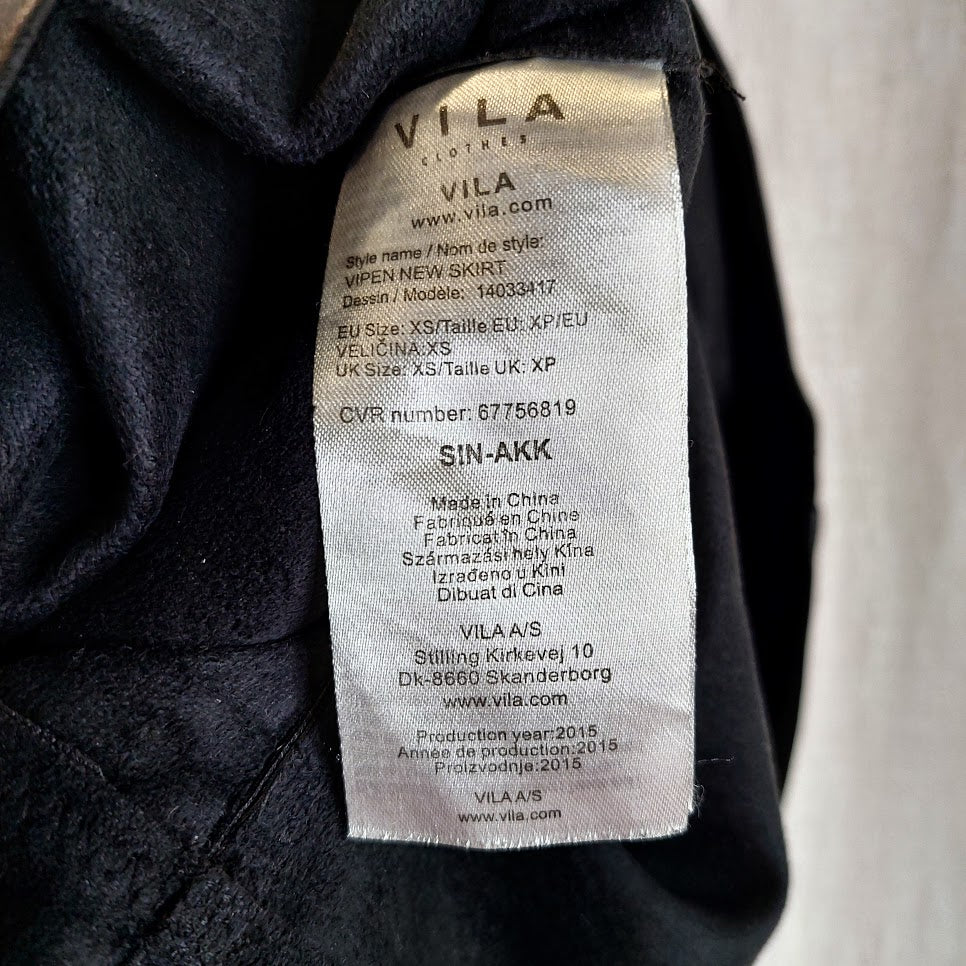 VILA
CLOTHES
VILA
www.vila.com
Style name / Nom de style:
VIPEN NEW SKIRT
Dessin / Modèle: 14033417
EU Size: XS/Taille EU: XP/EU
VELIČINA:XS
UK Size: XS/Taille UK: XP
CVR number: 67756819
SIN-AKK
Made in China
Fabriqué en Chine
Fabricat în China
Származási hely Kína
Izrađeno u Kini
Dibuat di Cina
VILA A/S
Stilling Kirkevej 10
Dk-8660 Skanderborg
www.vila.com
Production year:2015
Année de production:2015
Proizvodnje:2015
VILA A/S
www.vila.com